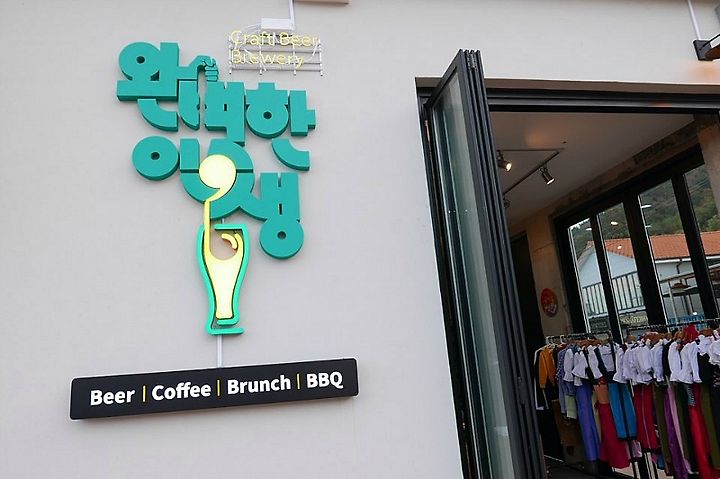 Craft Beer
Brewery
완벽한
인생
Beer | Coffee | Brunch | BBQ